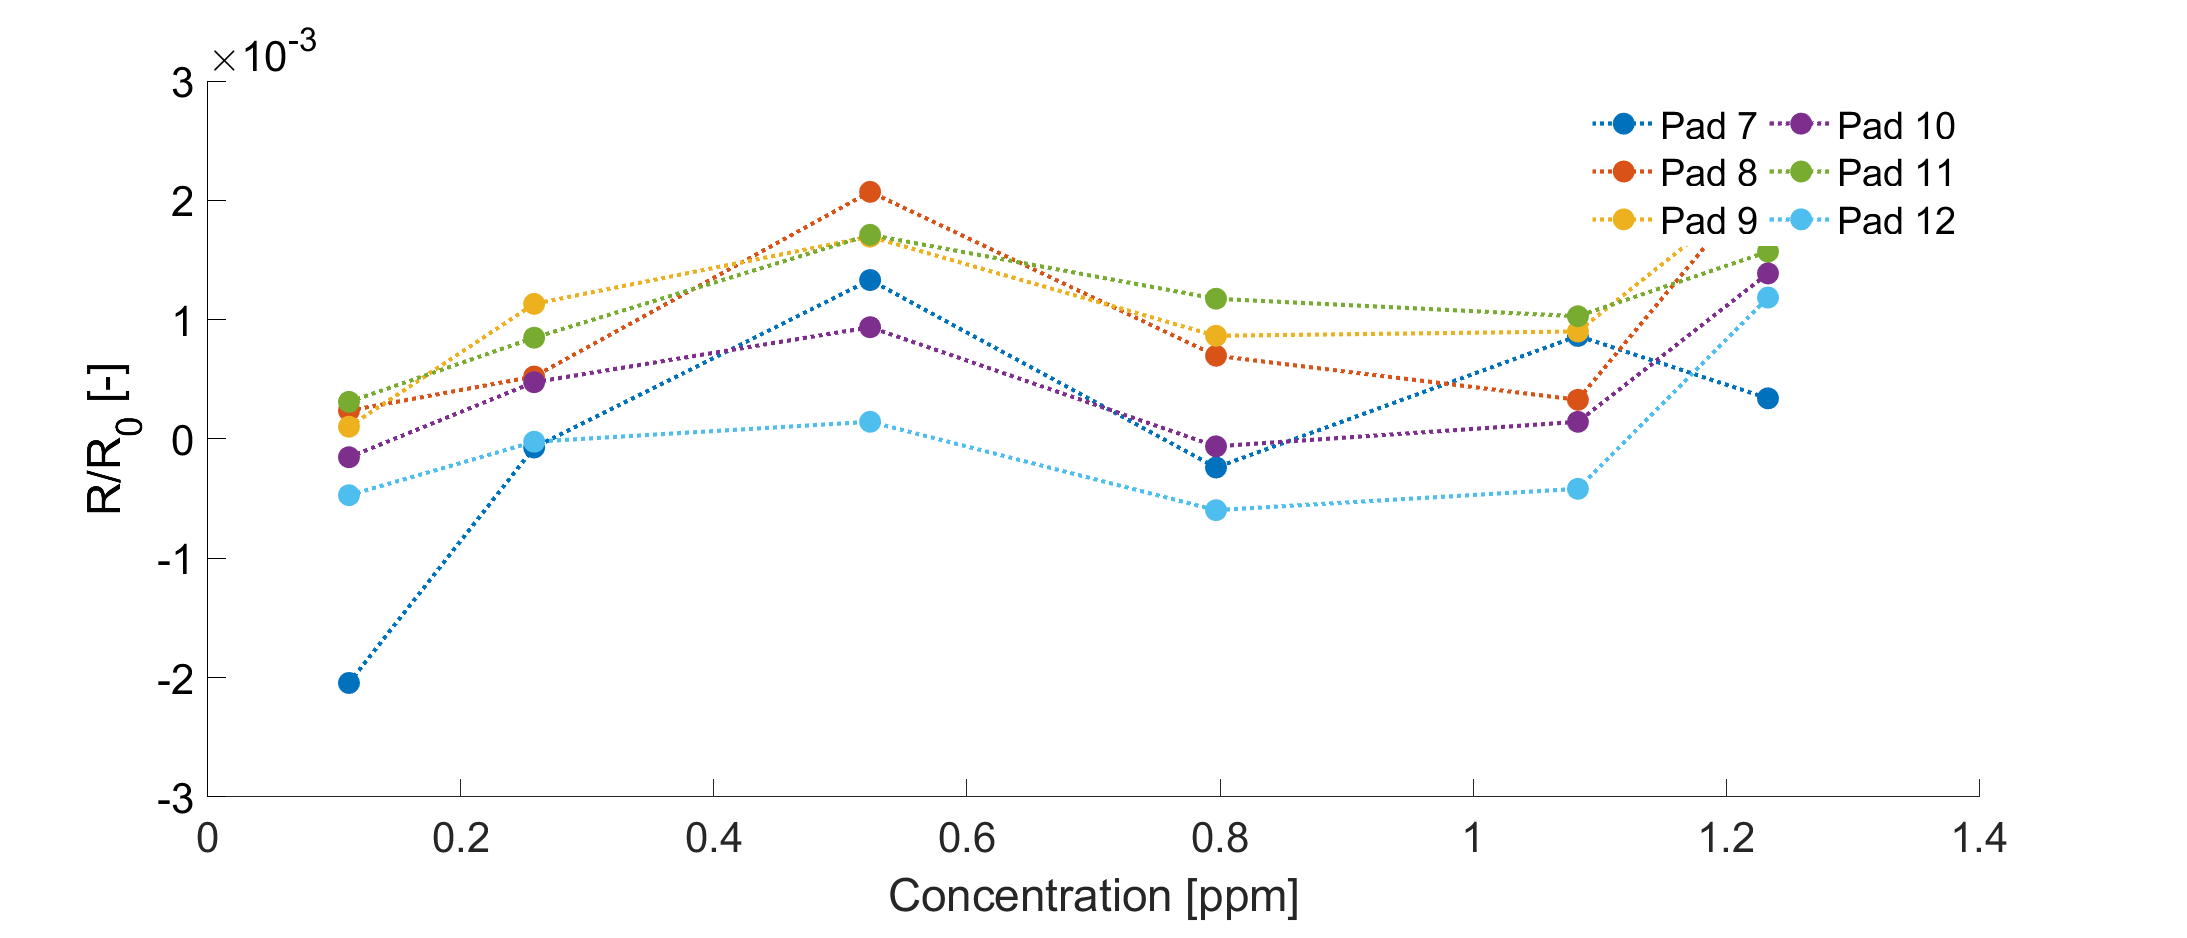 ×10-3
3
2
1
0
-1
-2
-3
R/R0 [-]
0 0.2 0.4 0.6 0.8 1 1.2 1.4
Concentration [ppm]
Pad 7 Pad 10
Pad 8 Pad 11
Pad 9 Pad 12